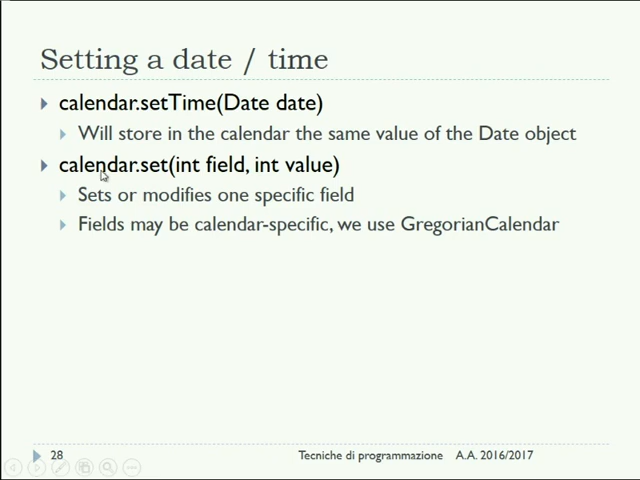 Setting a date / time
calendar.setTime(Date date)
Will store in the calendar the same value of the Date object
calendar.set(int field, int value)
Sets or modifies one specific field
Fields may be calendar-specific, we use GregorianCalendar
28
Tecniche di programmazione A.A. 2016/2017